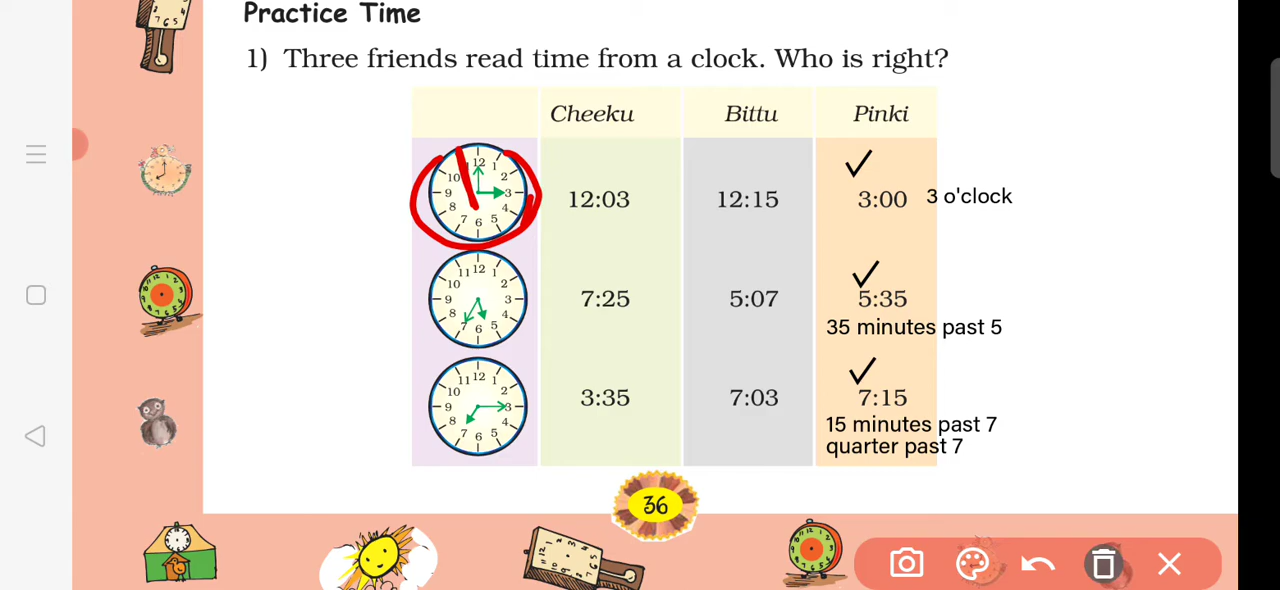 Practice Time
1) Three friends read time from a clock. Who is right?
Cheeku Bittu Pinki
12:03 12:15 3:00 3 o'clock
7:25 5:07 5:35
35 minutes past 5
3:35 7:03 7:15
15 minutes past 7
quarter past 7
36